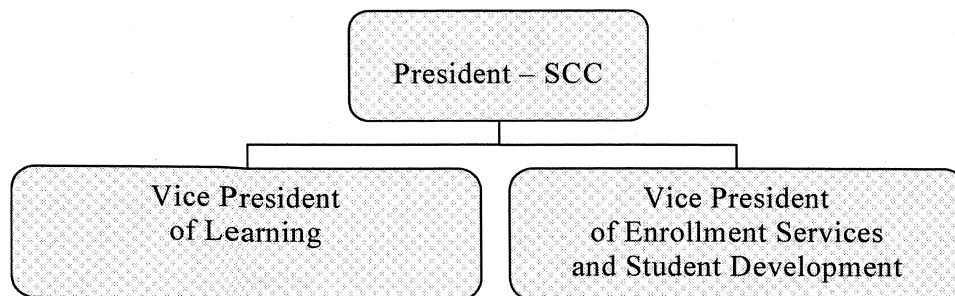 President – SCC
Vice President
of Learning
Vice President
of Enrollment Services
and Student Development